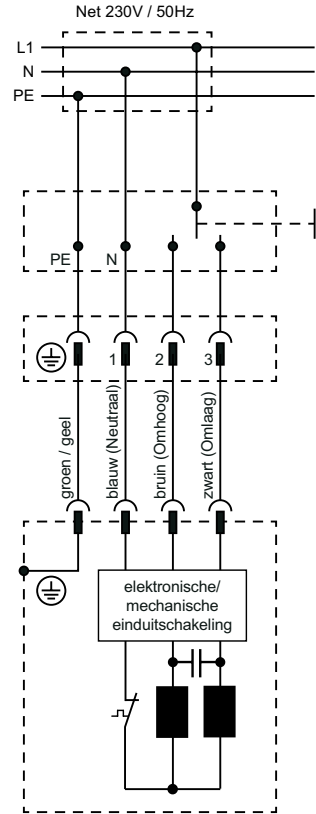 Net 230V / 50Hz
L1
N
PE
PE
N
1
2
3
groen / geel
blauw (Neutraal)
bruin (Omhoog)
zwart (Omlaag)
elektronische/
mechanische
einduitschakeling